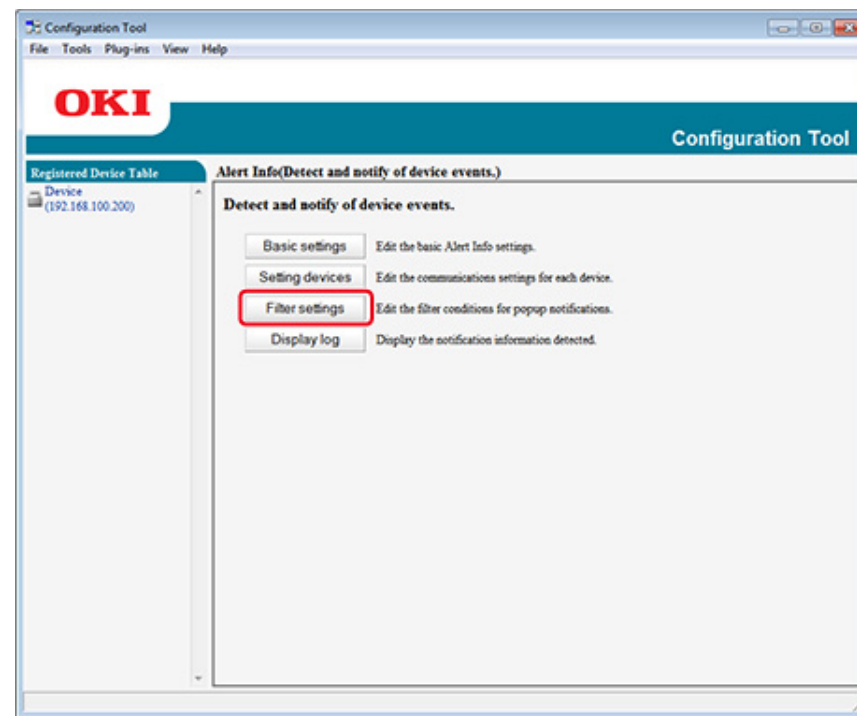 Configuration Tool
File Tools Plug-ins View Help
OKI
Configuration Tool
Registered Device Table
Device
(192.168.100.200)
Alert Info(Detect and notify of device events.)
Detect and notify of device events.
Basic settings Edit the basic Alert Info settings.
Setting devices Edit the communications settings for each device.
Filter settings Edit the filter conditions for popup notifications.
Display log Display the notification information detected.